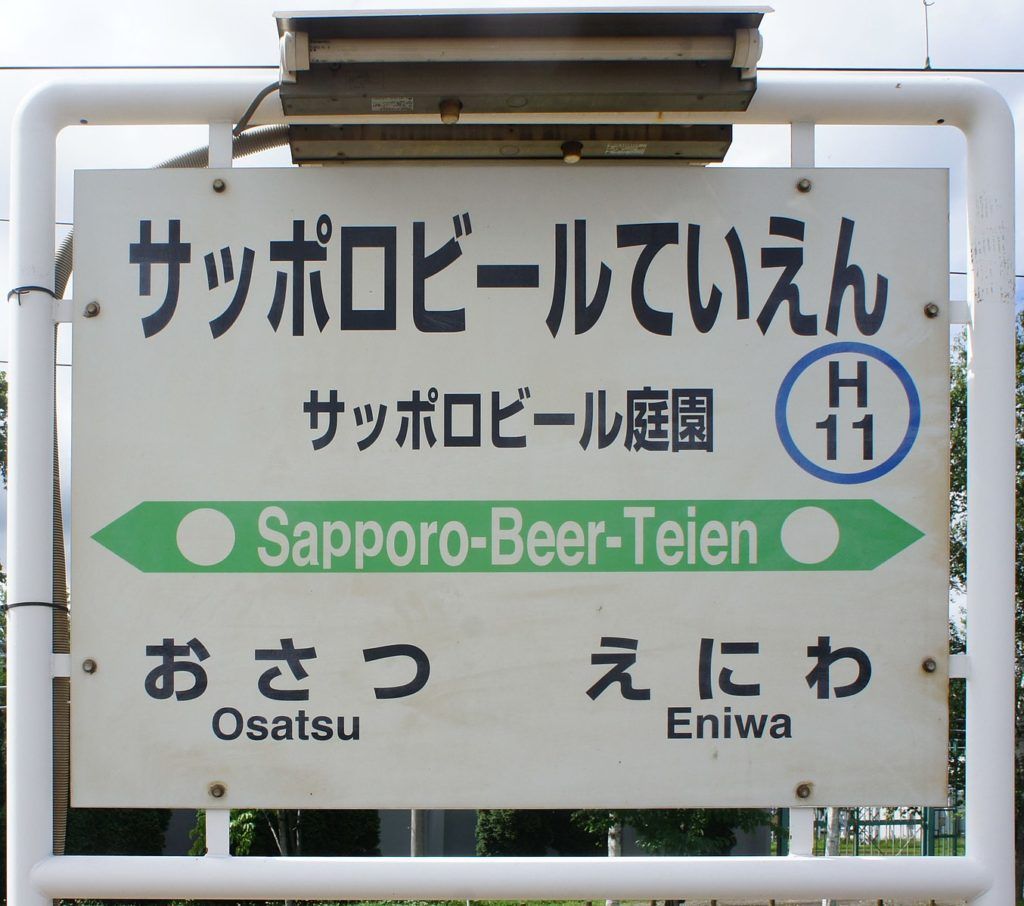 サッポロビールていえん
サッポロビール庭園
H
11
Sapporo-Beer-Teien
おさつ えにわ
Osatsu Eniwa